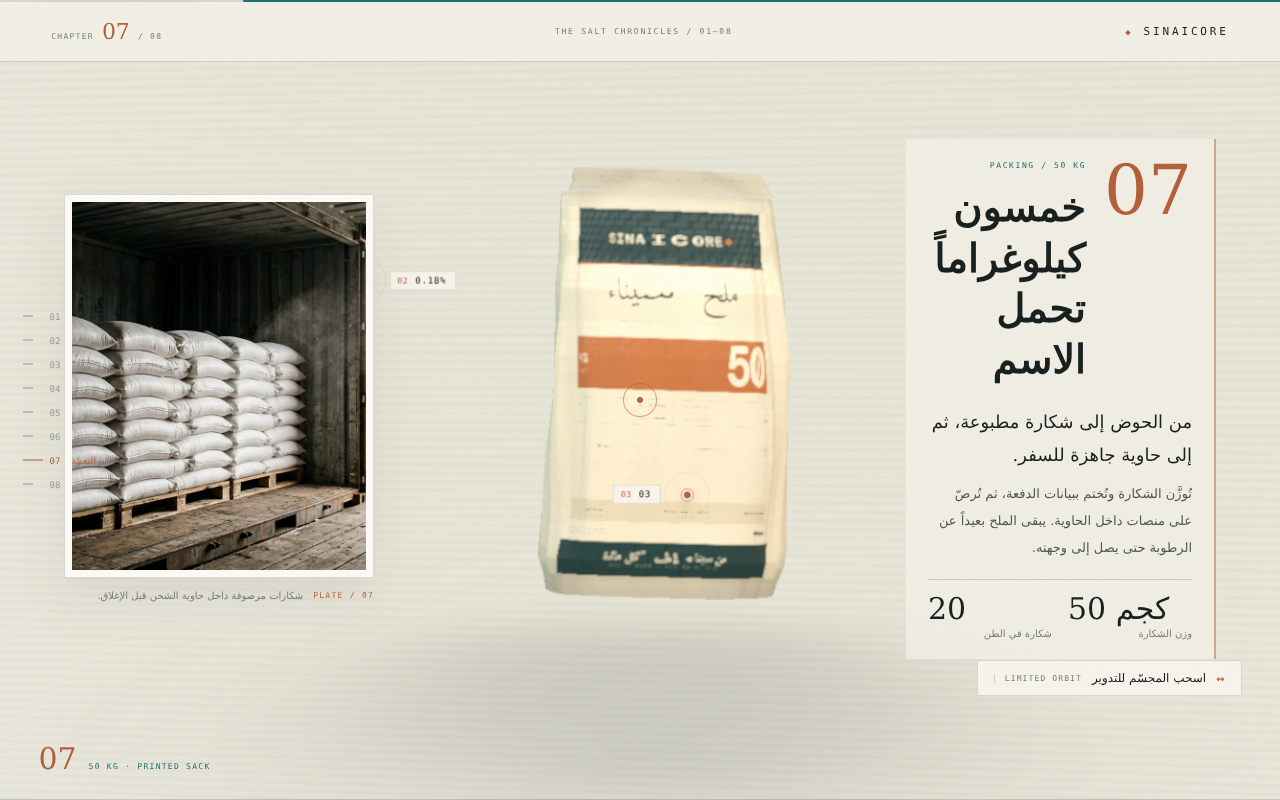 CHAPTER 07 / 08
THE SALT CHRONICLES / 01—08
◆ SINAICORE
01
02
03
04
05
06
07
08
02 0.18%
SINAICORE
ملح
50
03 03
PACKING / 50 KG
07
خمسون
كيلوغراماً
تحمل
الاسم
من الحوض إلى شكارة مطبوعة، ثم
إلى حاوية جاهزة للسفر.
تُوزَّن الشكارة وتُختم ببيانات الدفعة، ثم تُرصّ
على منصات داخل الحاوية. يبقى الملح بعيداً عن
الرطوبة حتى يصل إلى وجهته.
50 كجم
وزن الشكارة
20
شكارة في الطن
↔ اسحب المجسّم للتدوير LIMITED ORBIT
PLATE / 07 شكارات مرصوفة داخل حاوية الشحن قبل الإغلاق.
07 50 KG · PRINTED SACK